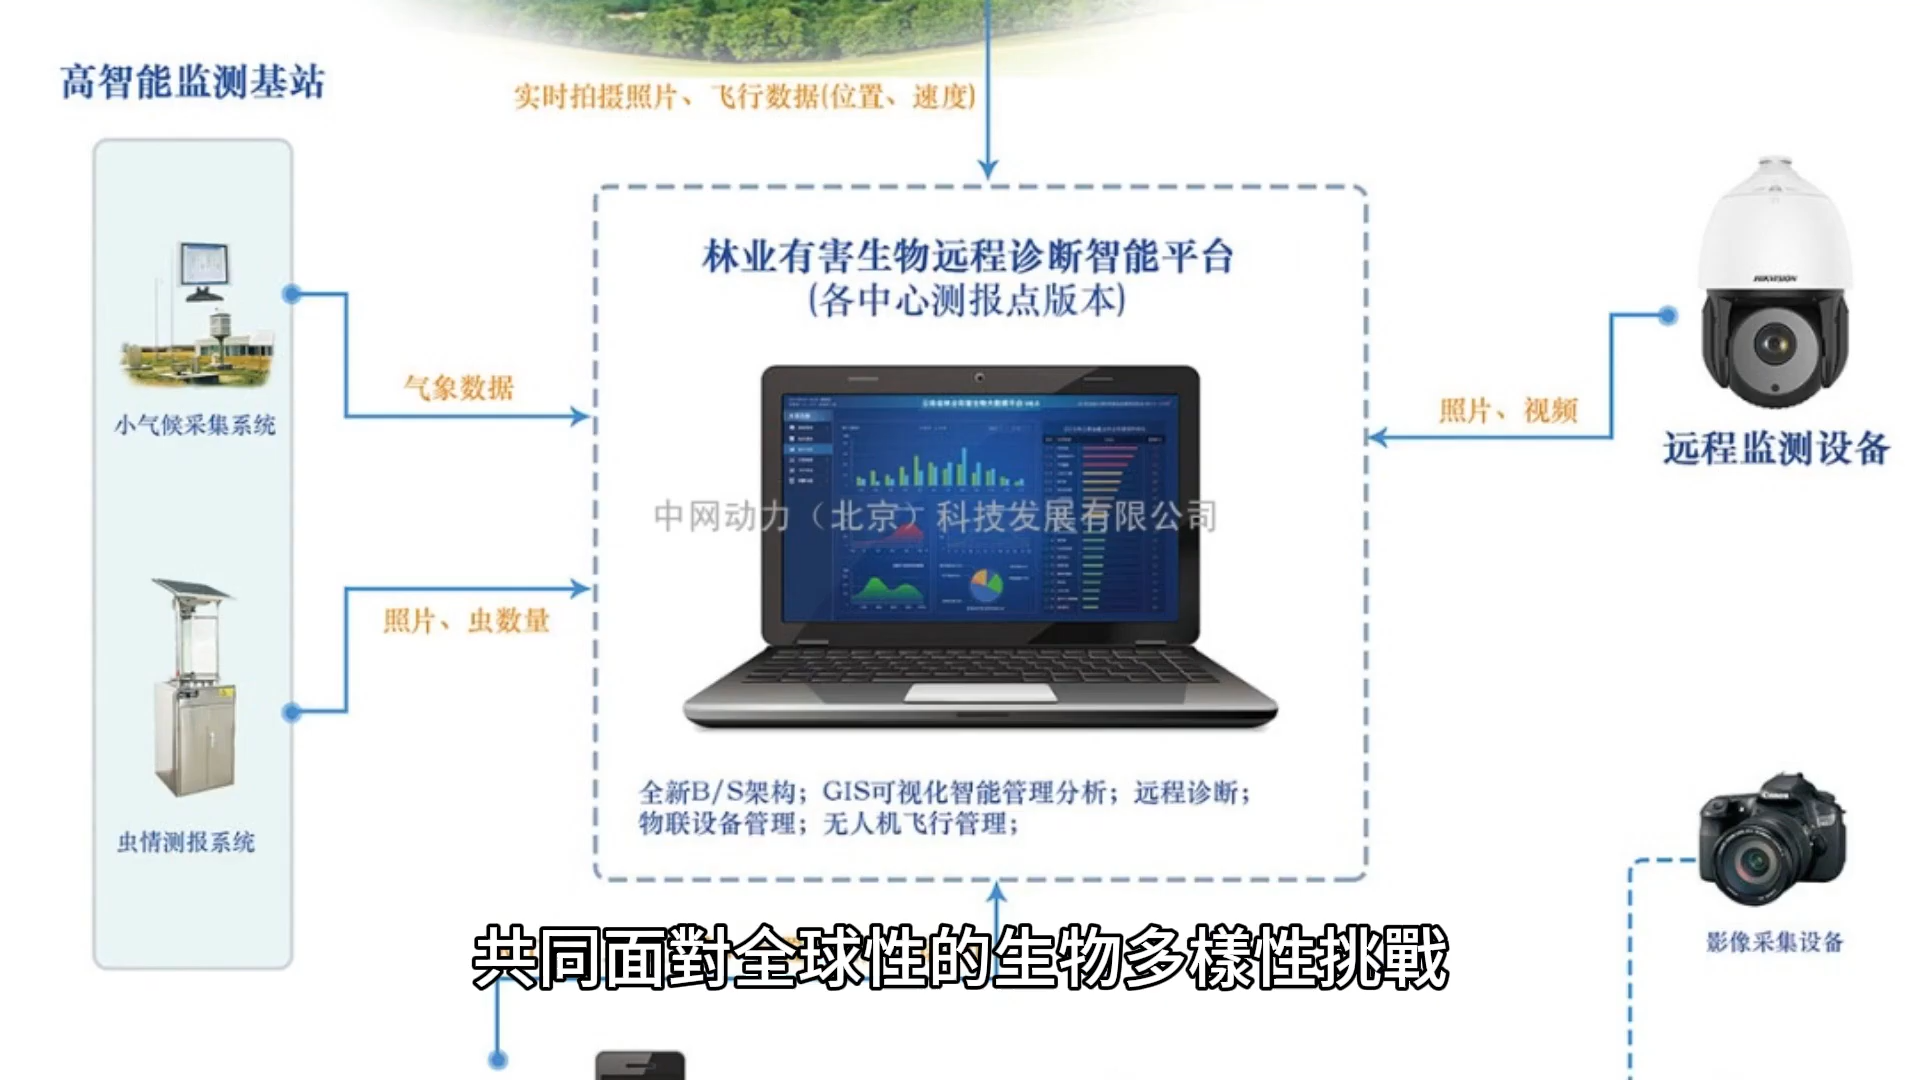 高智能监测基站
实时拍摄照片、飞行数据(位置、速度)
林业有害生物远程诊断智能平台
(各中心测报点版本)
HIKVISION
气象数据
小气候采集系统
照片、视频
远程监测设备
中网动力（北京）科技发展有限公司
照片、虫数量
全新B/S架构；GIS可视化智能管理分析；远程诊断；
物联设备管理；无人机飞行管理；
Canon
虫情测报系统
影像采集设备
共同面對全球性的生物多樣性挑戰